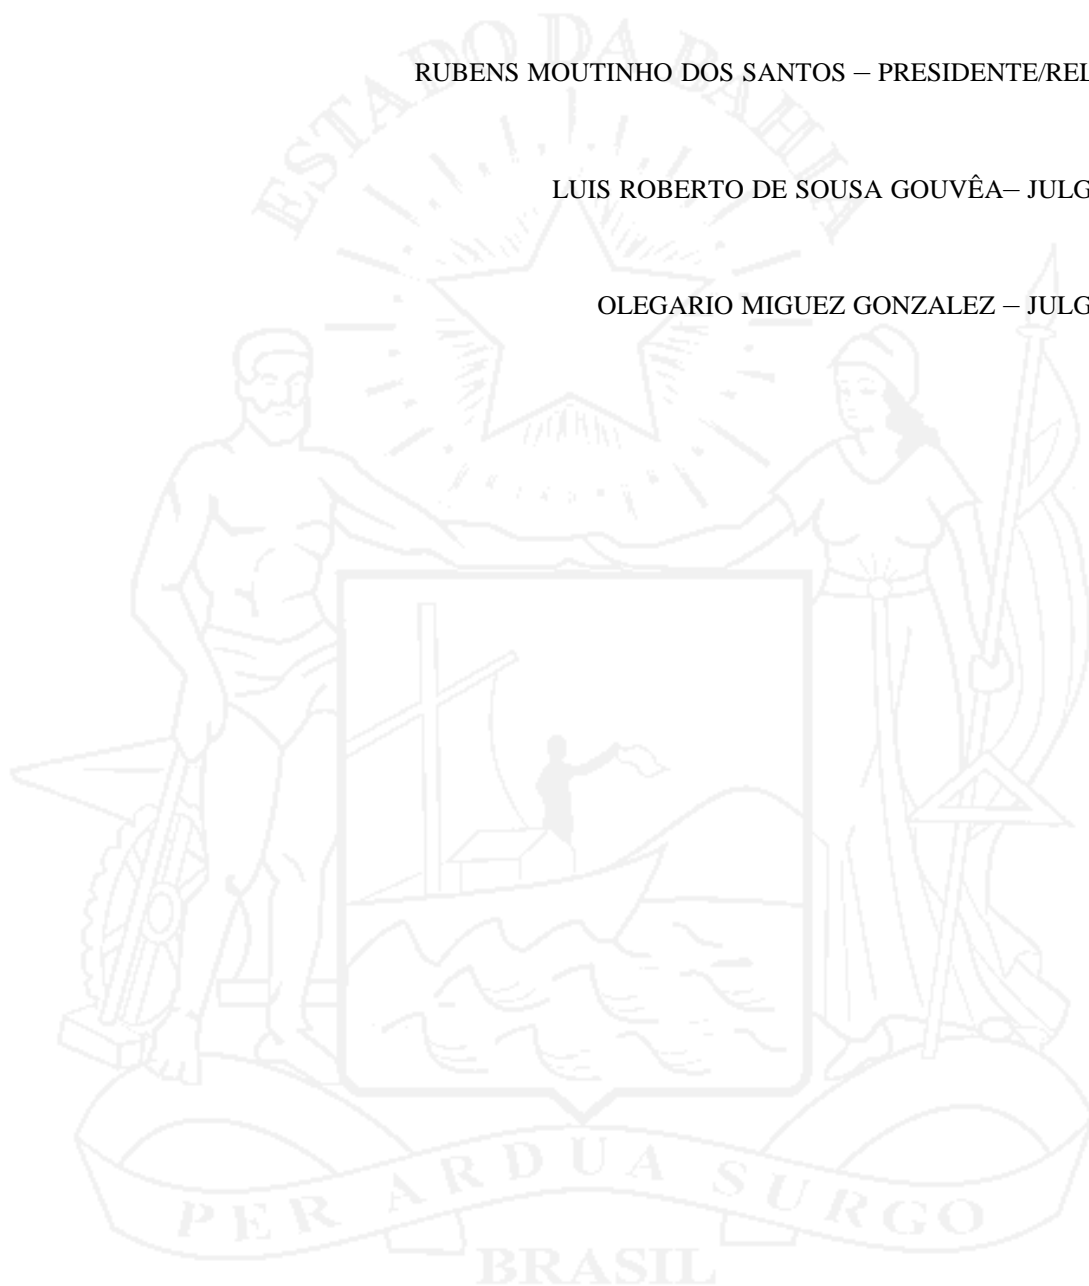 ESTADO DA BAHIA
RUBENS MOUTINHO DOS SANTOS – PRESIDENTE/REL
LUIS ROBERTO DE SOUSA GOUVÊA– JULG
OLEGARIO MIGUEZ GONZALEZ – JULG
PER ARDUA SURGO
BRASIL